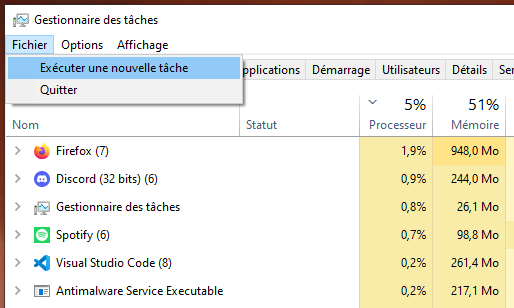 Gestionnaire des tâches
Fichier Options Affichage
Exécuter une nouvelle tâche
Quitter
pplications Démarrage Utilisateurs Détails Ser
5% 51%
Nom Statut Processeur Mémoire
Firefox (7) 1,9% 948,0 Mo
Discord (32 bits) (6) 0,9% 244,0 Mo
Gestionnaire des tâches 0,8% 26,1 Mo
Spotify (6) 0,7% 98,8 Mo
Visual Studio Code (8) 0,2% 261,4 Mo
Antimalware Service Executable 0,2% 217,1 Mo